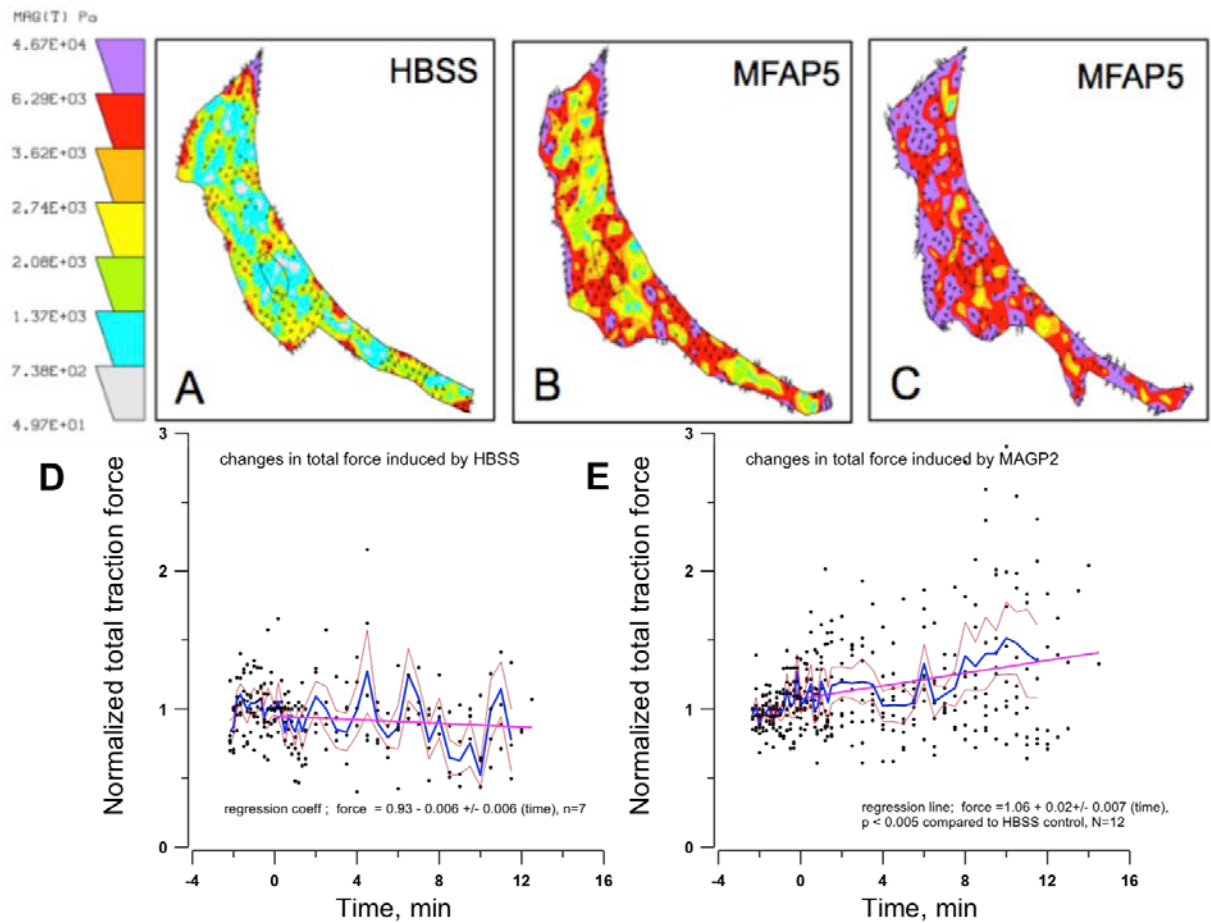 MAG(T) Pa
4.67E+04
6.29E+03
3.62E+03
2.74E+03
2.08E+03
1.37E+03
7.38E+02
4.97E+01
HBSS
A
MFAP5
B
MFAP5
C
D
changes in total force induced by HBSS
Normalized total traction force
3
2
1
0
regression coeff ; force = 0.93 - 0.006 +/- 0.006 (time), n=7
-4 0 4 8 12 16
Time, min
E
changes in total force induced by MAGP2
Normalized total traction force
3
2
1
0
regression line; force =1.06 + 0.02+/- 0.007 (time),
p < 0.005 compared to HBSS control, N=12
-4 0 4 8 12 16
Time, min